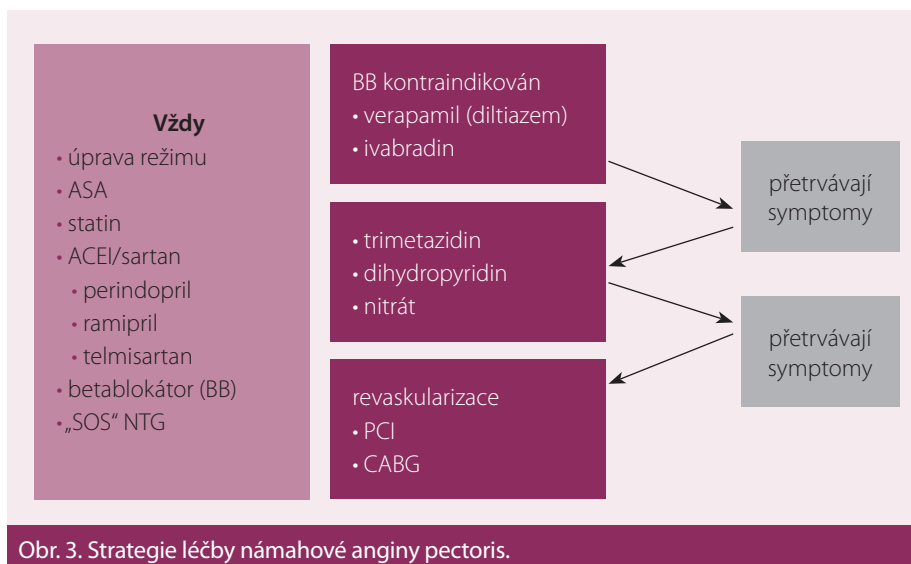 Vždy
• úprava režimu
• ASA
• statin
• ACEI/sartan
• perindopril
• ramipril
• telmisartan
• betablokátor (BB)
• „SOS“ NTG
BB kontraindikován
• verapamil (diltiazem)
• ivabradin
přetrvávají
symptomy
• trimetazidin
• dihydropyridin
• nitrát
přetrvávají
symptomy
revaskularizace
• PCI
• CABG
Obr. 3. Strategie léčby námahové anginy pectoris.